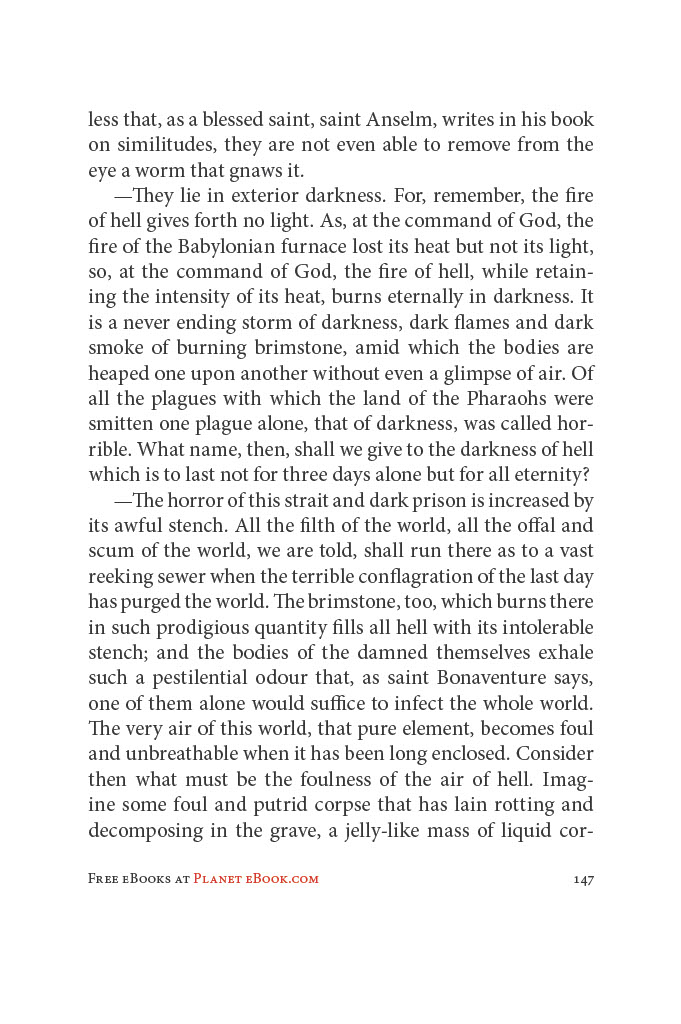 less that, as a blessed saint, saint Anselm, writes in his book
on similitudes, they are not even able to remove from the
eye a worm that gnaws it.
—They lie in exterior darkness. For, remember, the fire
of hell gives forth no light. As, at the command of God, the
fire of the Babylonian furnace lost its heat but not its light,
so, at the command of God, the fire of hell, while retain-
ing the intensity of its heat, burns eternally in darkness. It
is a never ending storm of darkness, dark flames and dark
smoke of burning brimstone, amid which the bodies are
heaped one upon another without even a glimpse of air. Of
all the plagues with which the land of the Pharaohs were
smitten one plague alone, that of darkness, was called hor-
rible. What name, then, shall we give to the darkness of hell
which is to last not for three days alone but for all eternity?
—The horror of this strait and dark prison is increased by
its awful stench. All the filth of the world, all the offal and
scum of the world, we are told, shall run there as to a vast
reeking sewer when the terrible conflagration of the last day
has purged the world. The brimstone, too, which burns there
in such prodigious quantity fills all hell with its intolerable
stench; and the bodies of the damned themselves exhale
such a pestilential odour that, as saint Bonaventure says,
one of them alone would suffice to infect the whole world.
The very air of this world, that pure element, becomes foul
and unbreathable when it has been long enclosed. Consider
then what must be the foulness of the air of hell. Imag-
ine some foul and putrid corpse that has lain rotting and
decomposing in the grave, a jelly-like mass of liquid cor-
Free eBooks at Planet eBook.com 147